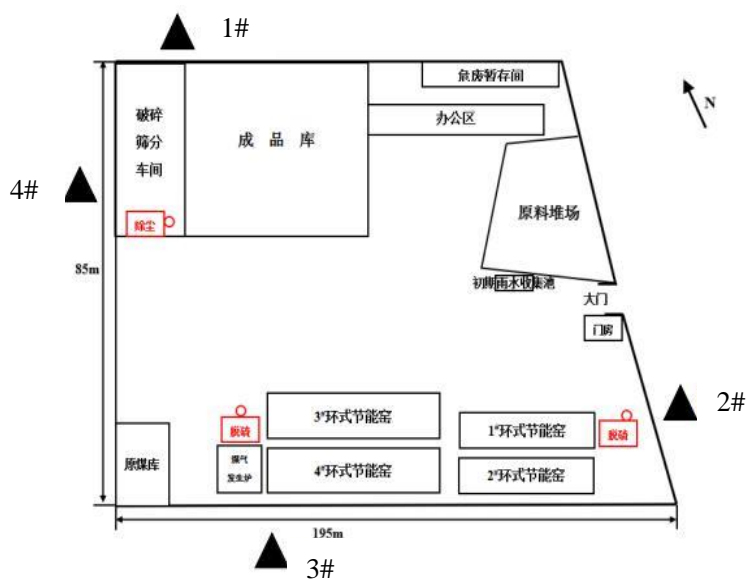 1#
危废暂存间
破碎
筛分
车间
成 品 库
办公区
N
4#
除尘
原料堆场
85m
初期雨水收集池
大门
门房
2#
3#环式节能窑
1#环式节能窑
脱硫
脱硫
原煤库
煤气
发生炉
4#环式节能窑
2#环式节能窑
195m
3#